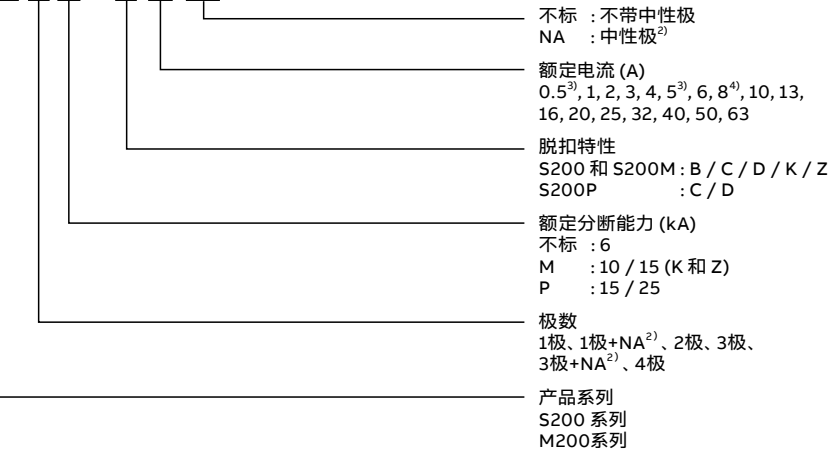 不标 : 不带中性极
NA : 中性极²⁾
额定电流 (A)
0.5³⁾, 1, 2, 3, 4, 5³⁾, 6, 8⁴⁾, 10, 13,
16, 20, 25, 32, 40, 50, 63
脱扣特性
S200 和 S200M : B / C / D / K / Z
S200P : C / D
额定分断能力 (kA)
不标 : 6
M : 10 / 15 (K 和 Z)
P : 15 / 25
极数
1极、1极+NA²⁾、2极、3极、
3极+NA²⁾、4极
产品系列
S200 系列
M200系列